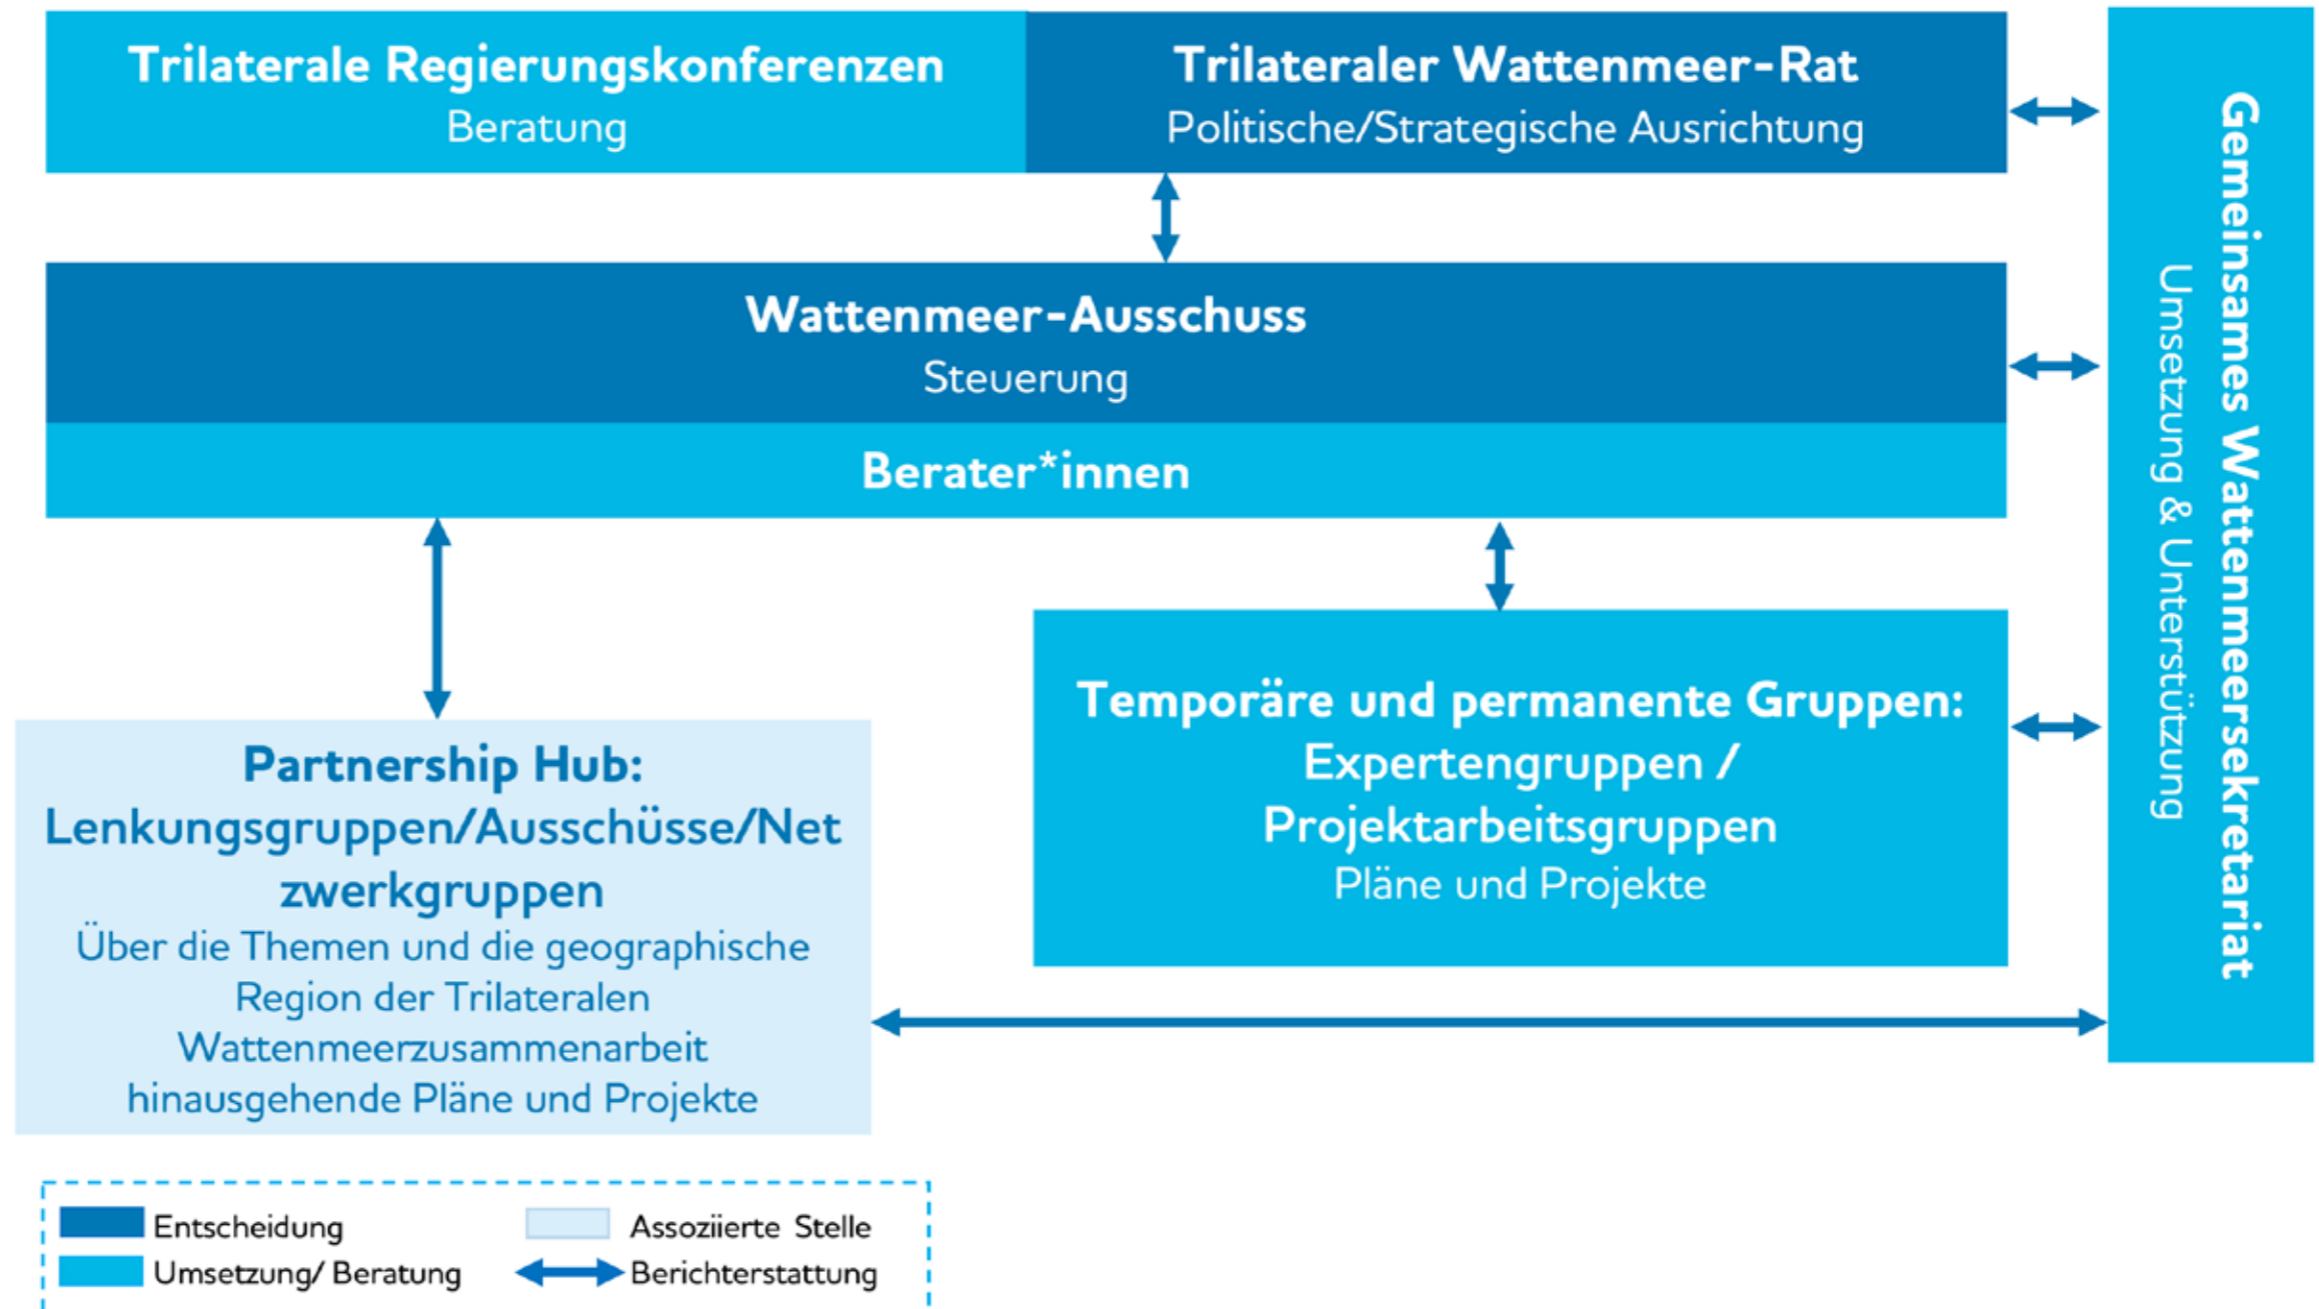 Trilaterale Regierungskonferenzen
Beratung
Trilateraler Wattenmeer-Rat
Politische/Strategische Ausrichtung
Wattenmeer-Ausschuss
Steuerung
Berater*innen
Partnership Hub:
Lenkungsgruppen/Ausschüsse/Net
zwerkgruppen
Über die Themen und die geographische
Region der Trilateralen
Wattenmeerzusammenarbeit
hinausgehende Pläne und Projekte
Temporäre und permanente Gruppen:
Expertengruppen /
Projektarbeitsgruppen
Pläne und Projekte
Gemeinsames Wattenmeersekretariat
Umsetzung & Unterstützung
Entscheidung
Umsetzung/ Beratung
Assoziierte Stelle
Berichterstattung